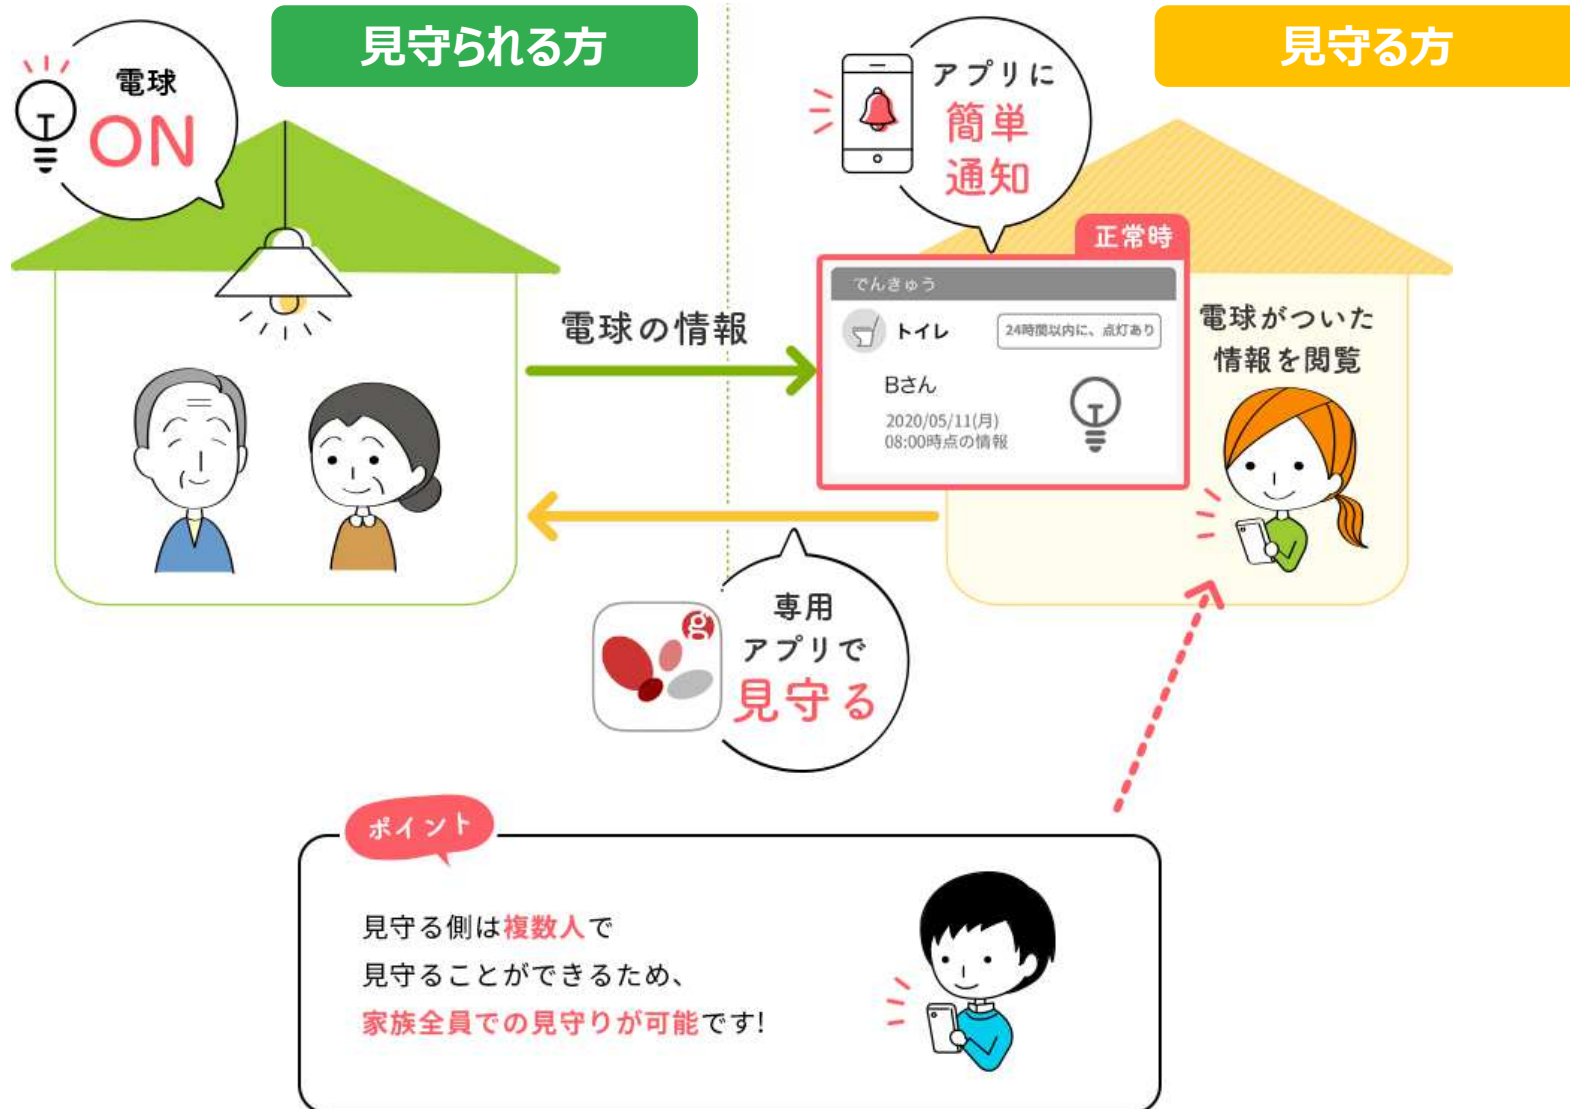 見守られる方
見守る方
電球
ON
アプリに
簡単
通知
正常時
でんきゅう
トイレ
24時間以内に、点灯あり
Bさん
2020/05/11(月)
08:00時点の情報
電球の情報
電球がついた
情報を閲覧
g
専用
アプリで
見守る
ポイント
見守る側は複数人で
見守ることができるため、
家族全員での見守りが可能です!